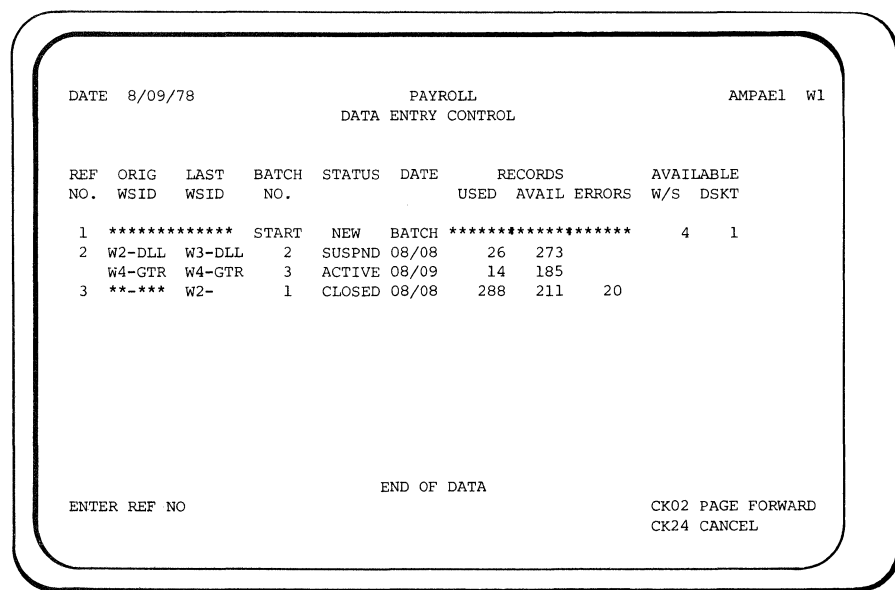 DATE 8/09/78 PAYROLL AMPAE1 W1
DATA ENTRY CONTROL
REF ORIG LAST BATCH STATUS DATE RECORDS AVAILABLE
NO. WSID WSID NO. USED AVAIL ERRORS W/S DSKT
1 ************* START NEW BATCH ******************* 4 1
2 W2-DLL W3-DLL 2 SUSPND 08/08 26 273
W4-GTR W4-GTR 3 ACTIVE 08/09 14 185
3 **-*** W2- 1 CLOSED 08/08 288 211 20
END OF DATA
ENTER REF NO CK02 PAGE FORWARD
CK24 CANCEL